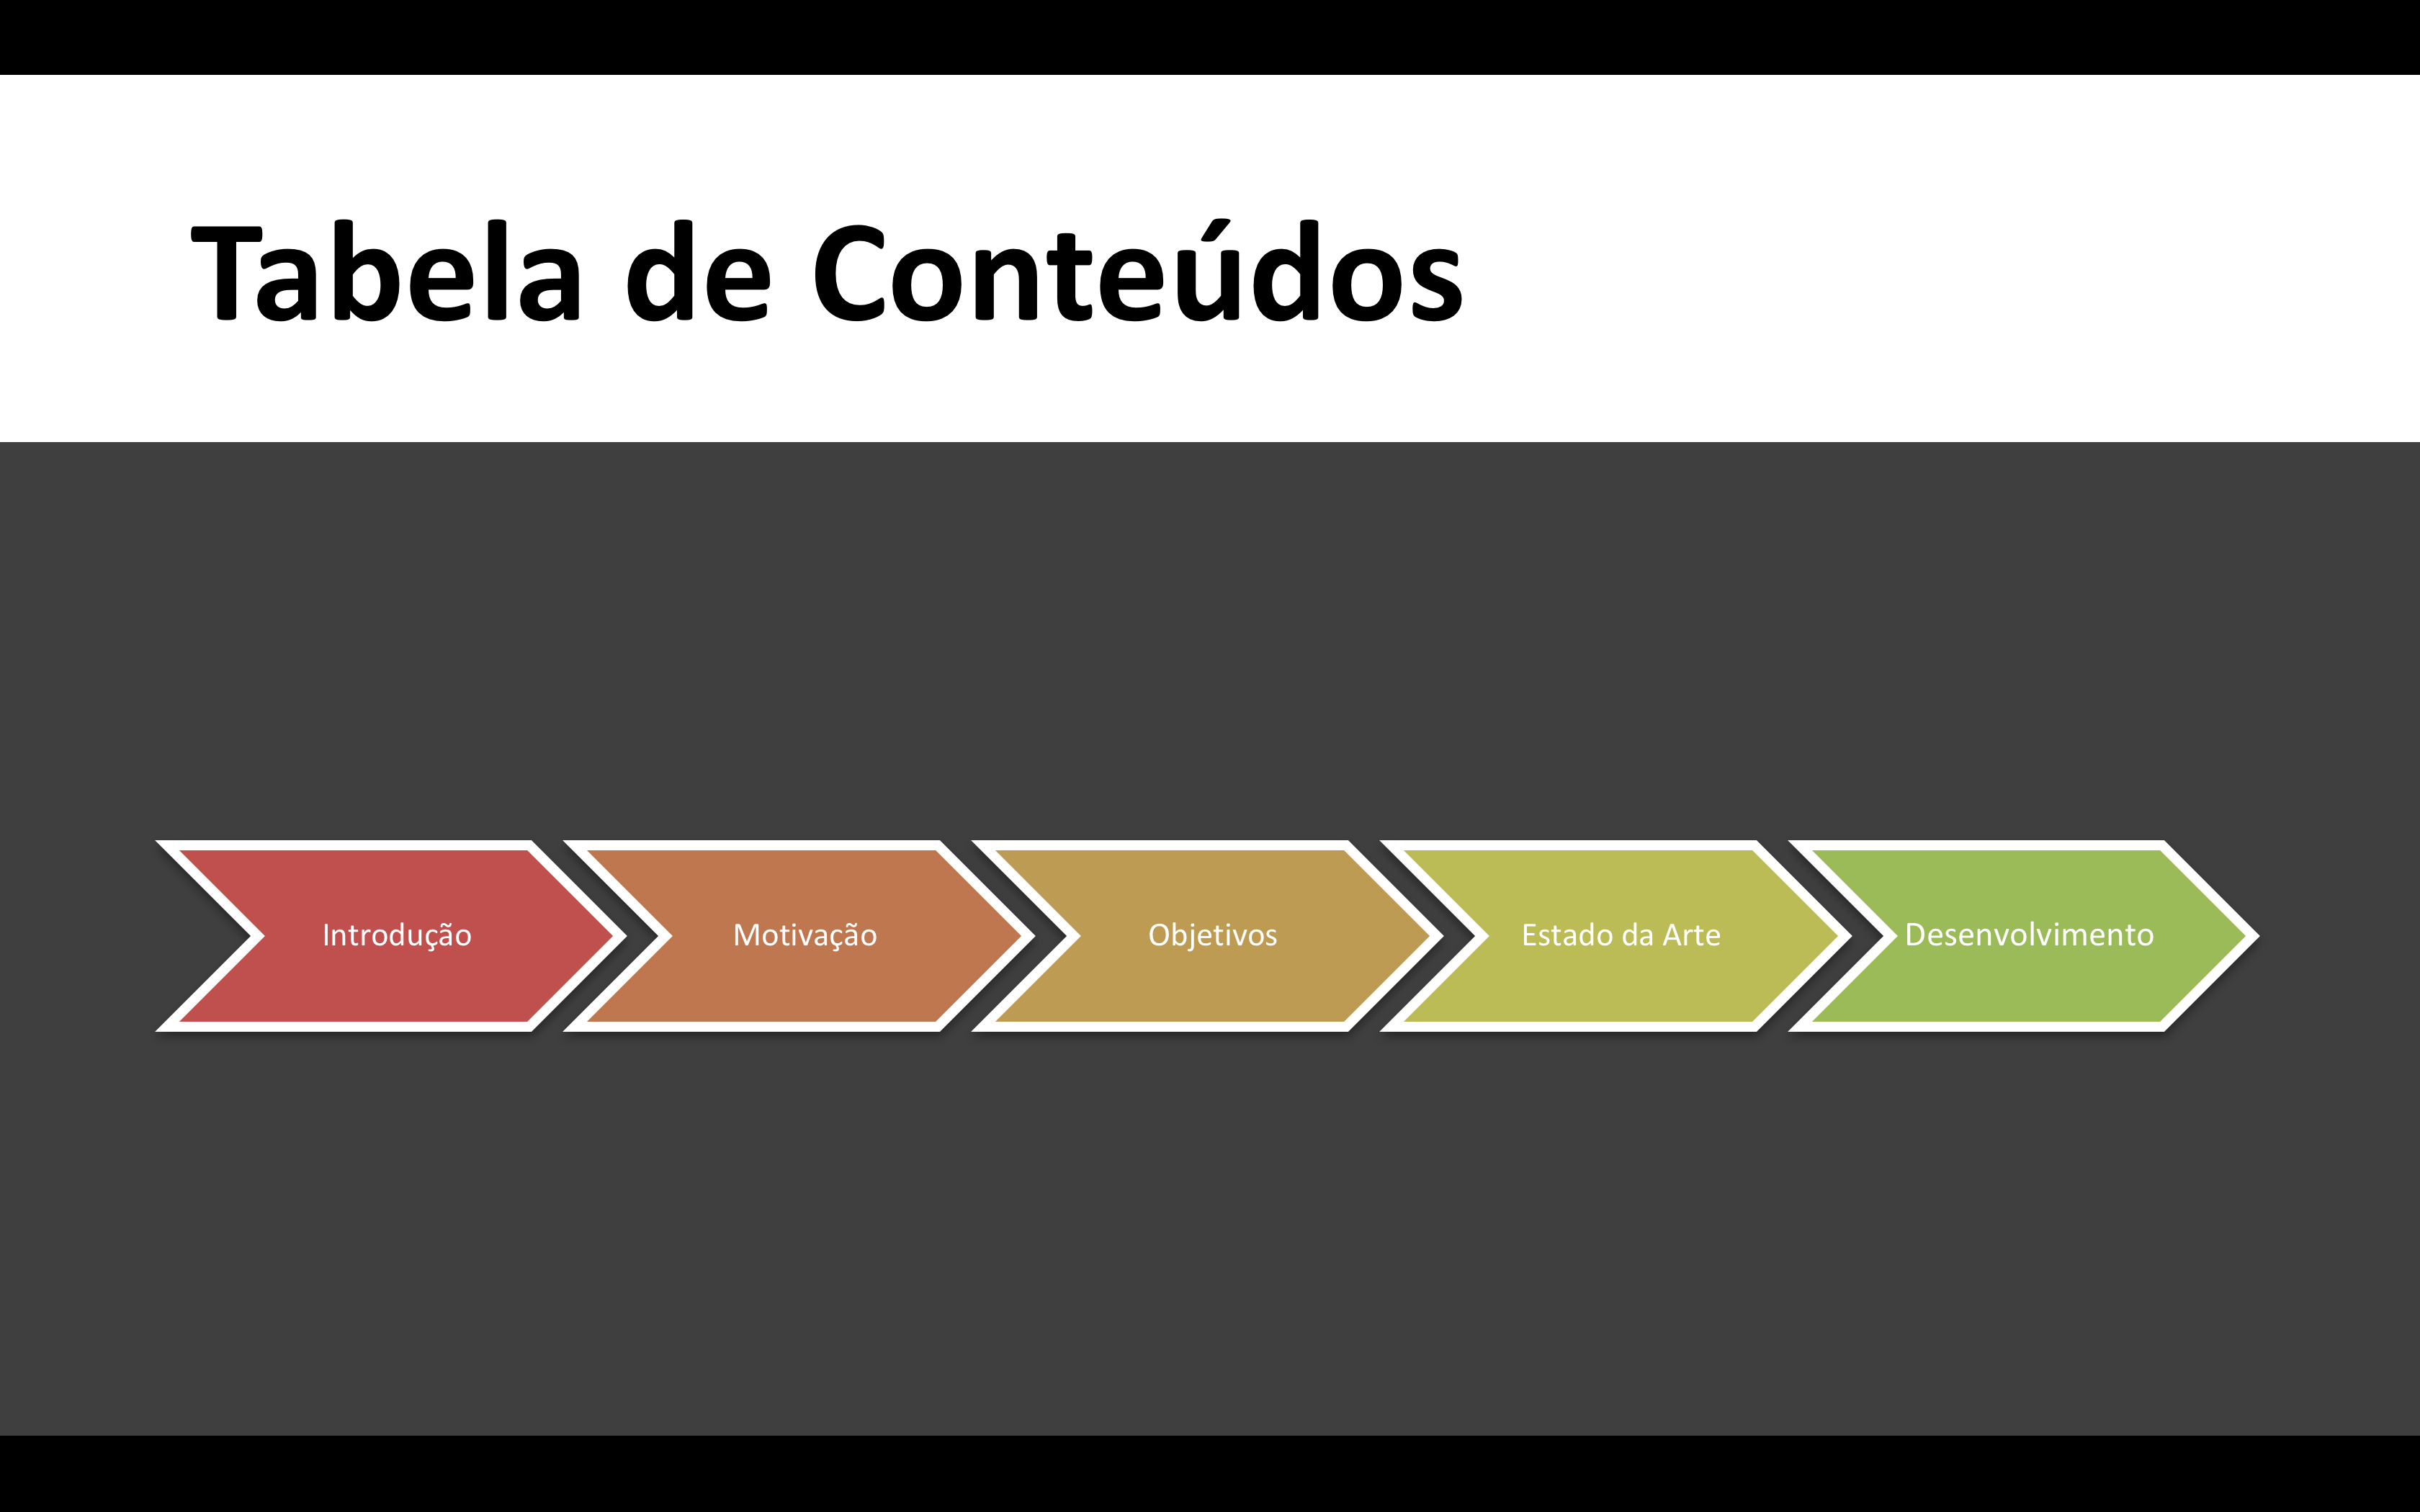 Tabela de Conteúdos
Introdução
Motivação
Objetivos
Estado da Arte
Desenvolvimento